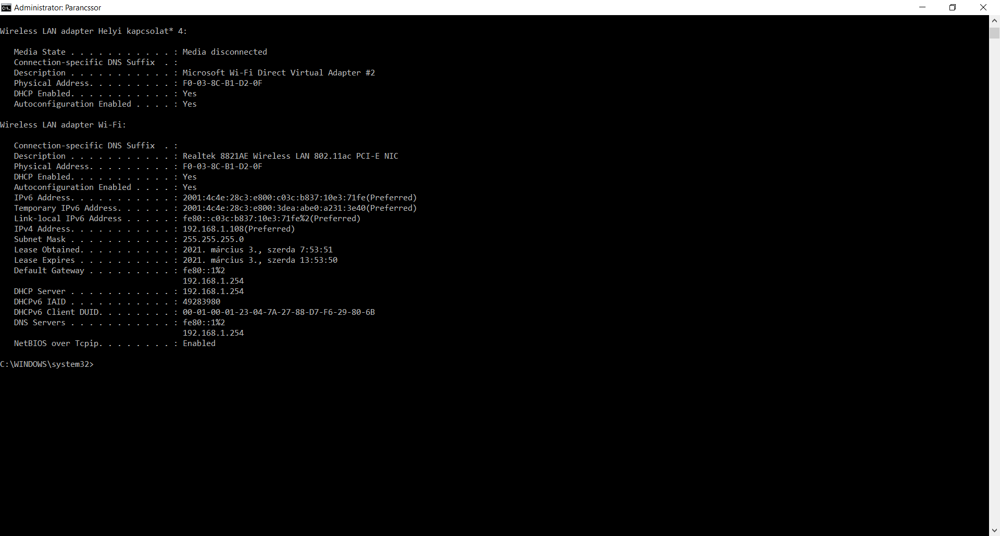 Administrator: Parancssor
Wireless LAN adapter Helyi kapcsolat* 4:
Media State . . . . . . . . . . . : Media disconnected
Connection-specific DNS Suffix  . :
Description . . . . . . . . . . . : Microsoft Wi-Fi Direct Virtual Adapter #2
Physical Address. . . . . . . . . : F0-03-8C-B1-D2-0F
DHCP Enabled. . . . . . . . . . . : Yes
Autoconfiguration Enabled . . . . : Yes
Wireless LAN adapter Wi-Fi:
Connection-specific DNS Suffix  . :
Description . . . . . . . . . . . : Realtek 8821AE Wireless LAN 802.11ac PCI-E NIC
Physical Address. . . . . . . . . : F0-03-8C-B1-D2-0F
DHCP Enabled. . . . . . . . . . . : Yes
Autoconfiguration Enabled . . . . : Yes
IPv6 Address. . . . . . . . . . . : 2001:4c4e:28c3:e800:c03c:b837:10e3:71fe(Preferred)
Temporary IPv6 Address. . . . . . : 2001:4c4e:28c3:e800:3dea:abe0:a231:3e40(Preferred)
Link-local IPv6 Address . . . . . : fe80::c03c:b837:10e3:71fe%2(Preferred)
IPv4 Address. . . . . . . . . . . : 192.168.1.108(Preferred)
Subnet Mask . . . . . . . . . . . : 255.255.255.0
Lease Obtained. . . . . . . . . . : 2021. március 3., szerda 7:53:51
Lease Expires . . . . . . . . . . : 2021. március 3., szerda 13:53:50
Default Gateway . . . . . . . . . : fe80::1%2
192.168.1.254
DHCP Server . . . . . . . . . . . : 192.168.1.254
DHCPv6 IAID . . . . . . . . . . . : 49283980
DHCPv6 Client DUID. . . . . . . . : 00-01-00-01-23-04-7A-27-88-D7-F6-29-80-6B
DNS Servers . . . . . . . . . . . : fe80::1%2
192.168.1.254
NetBIOS over Tcpip. . . . . . . . : Enabled
C:\WINDOWS\system32>